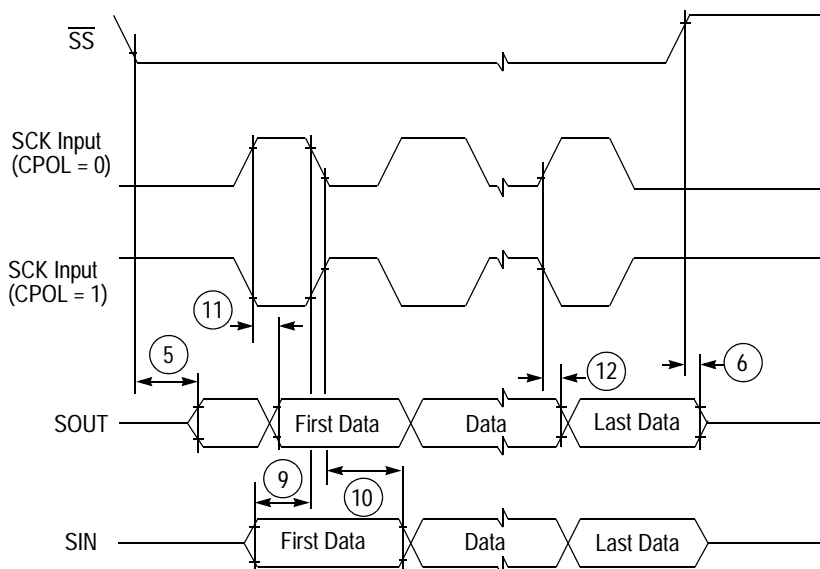 SS
SCK Input
(CPOL = 0)
SCK Input
(CPOL = 1)
11
5
12
6
SOUT
First Data
Data
Last Data
9
10
SIN
First Data
Data
Last Data